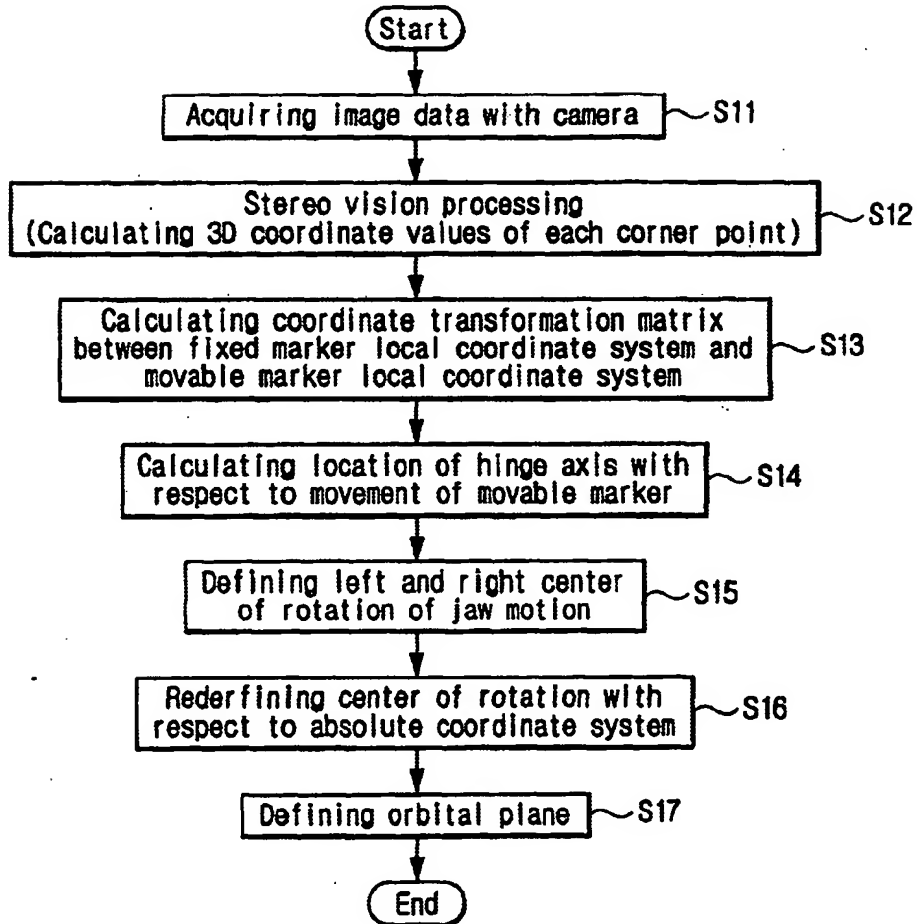 Start
Acquiring image data with camera
S11
Stereo vision processing
(Calculating 3D coordinate values of each corner point)
S12
Calculating coordinate transformation matrix
between fixed marker local coordinate system and
movable marker local coordinate system
S13
Calculating location of hinge axis with
respect to movement of movable marker
S14
Defining left and right center
of rotation of jaw motion
S15
Rederfining center of rotation with
respect to absolute coordinate system
S16
Defining orbital plane
S17
End